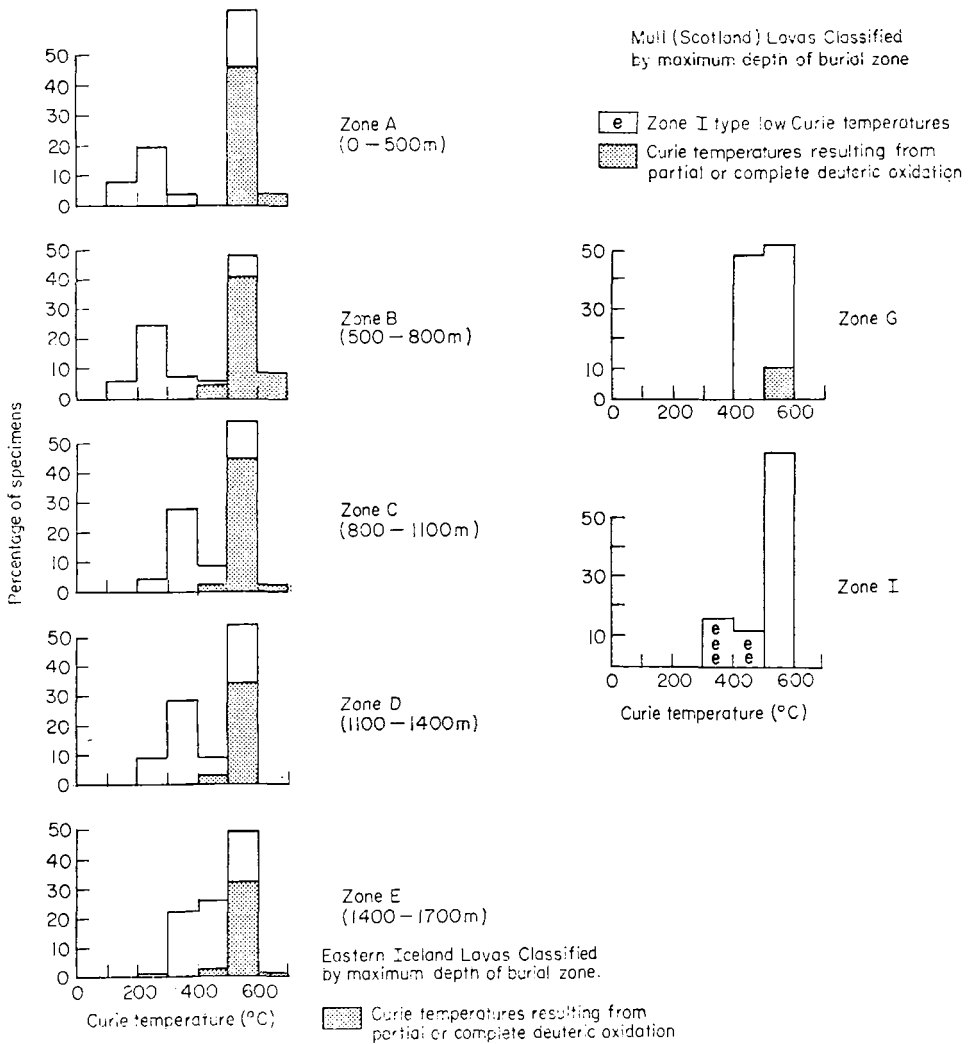 50
40
30
20
10
0
Zone A
(0 – 500m)
50
40
30
20
10
0
Zone B
(500 – 800m)
50
40
30
20
10
0
Zone C
(800 – 1100m)
50
40
30
20
10
0
Zone D
(1100 – 1400m)
50
40
30
20
10
0
0 200 400 600
Zone E
(1400 – 1700m)
Percentage of specimens
Curie temperature (°C)
Eastern Iceland Lavas Classified
by maximum depth of burial zone.
Curie temperatures resulting from
partial or complete deuteric oxidation
Mull (Scotland) Lavas Classified
by maximum depth of burial zone
e Zone I type low Curie temperatures
Curie temperatures resulting from
partial or complete deuteric oxidation
50
30
10
0
0 200 400 600
Zone G
50
30
10
0 200 400 600
e e
e e
e
Zone I
Curie temperature (°C)